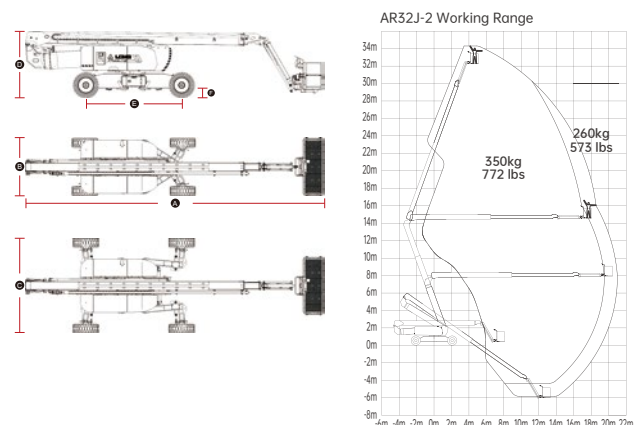 AR32J-2 Working Range
D
E
F
B
A
C
34m
32m
30m
28m
26m
24m
22m
20m
18m
16m
14m
12m
10m
8m
6m
4m
2m
0m
-2m
-4m
-6m
-8m
350kg
772 lbs
260kg
573 lbs
-6m -4m -2m 0m 2m 4m 6m 8m 10m 12m 14m 16m 18m 20m 22m